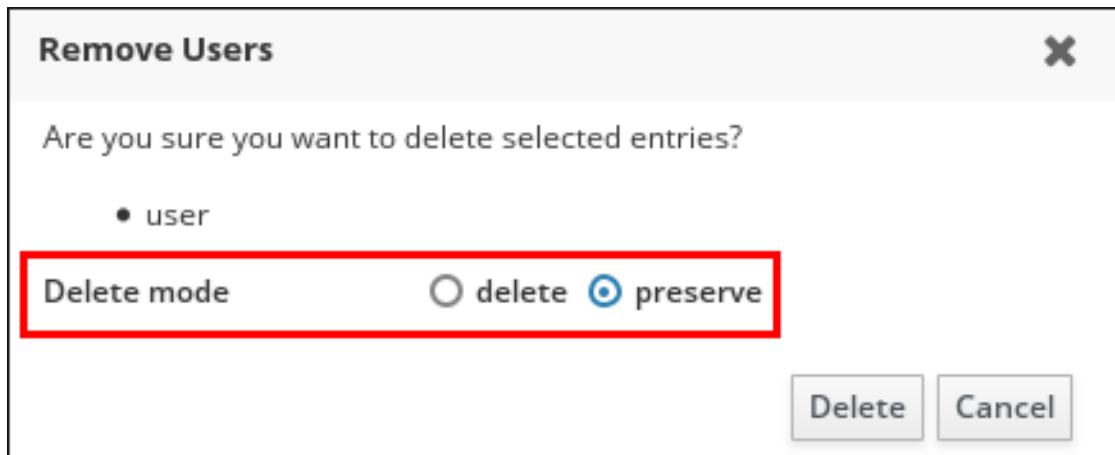 Remove Users
Are you sure you want to delete selected entries?
• user
Delete mode delete preserve
Delete Cancel